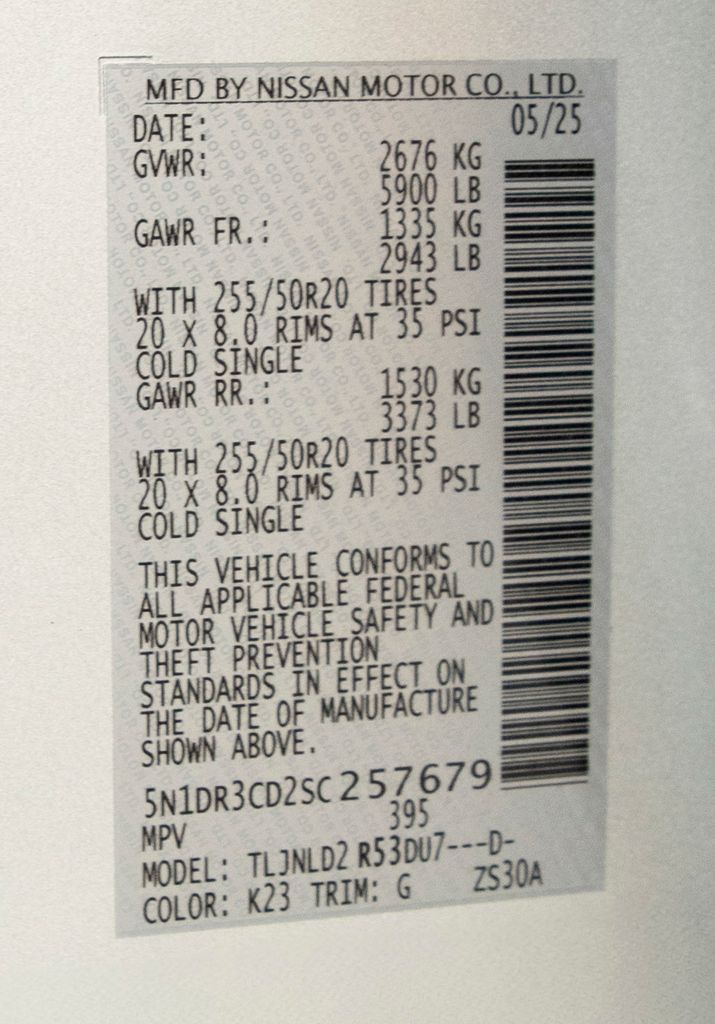 MFD BY NISSAN MOTOR CO., LTD.
DATE: 05/25
GVWR: 2676 KG
5900 LB
GAWR FR.: 1335 KG
2943 LB
WITH 255/50R20 TIRES
20 X 8.0 RIMS AT 35 PSI
COLD SINGLE
GAWR RR.: 1530 KG
3373 LB
WITH 255/50R20 TIRES
20 X 8.0 RIMS AT 35 PSI
COLD SINGLE
THIS VEHICLE CONFORMS TO
ALL APPLICABLE FEDERAL
MOTOR VEHICLE SAFETY AND
THEFT PREVENTION
STANDARDS IN EFFECT ON
THE DATE OF MANUFACTURE
SHOWN ABOVE.
5N1DR3CD2SC257679
MPV 395
MODEL: TLJNLD2 R53DU7---D-
COLOR: K23 TRIM: G ZS30A